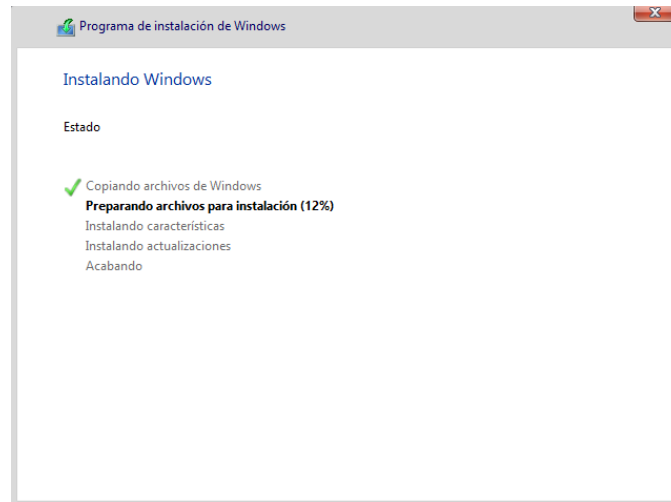 Programa de instalación de Windows
Instalando Windows
Estado
Copiando archivos de Windows
Preparando archivos para instalación (12%)
Instalando características
Instalando actualizaciones
Acabando